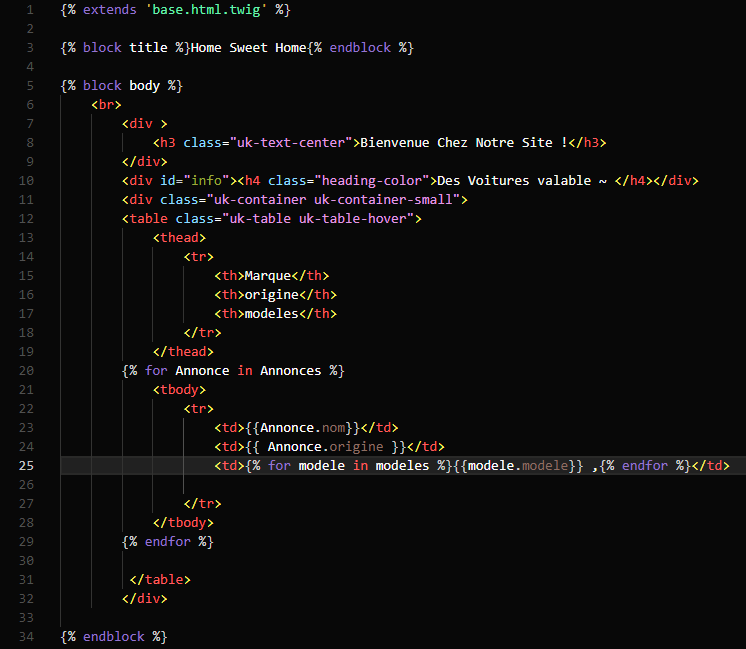 1 {% extends 'base.html.twig' %}
2
3 {% block title %}Home Sweet Home{% endblock %}
4
5 {% block body %}
6 <br>
7 <div >
8 <h3 class="uk-text-center">Bienvenue Chez Notre Site !</h3>
9 </div>
10 <div id="info"><h4 class="heading-color">Des Voitures valable ~ </h4></div>
11 <div class="uk-container uk-container-small">
12 <table class="uk-table uk-table-hover">
13 <thead>
14 <tr>
15 <th>Marque</th>
16 <th>origine</th>
17 <th>modeles</th>
18 </tr>
19 </thead>
20 {% for Annonce in Annonces %}
21 <tbody>
22 <tr>
23 <td>{{Annonce.nom}}</td>
24 <td>{{ Annonce.origine }}</td>
25 <td>{% for modele in modeles %}{{modele.modele}} ,{% endfor %}</td>
26
27 </tr>
28 </tbody>
29 {% endfor %}
30
31 </table>
32 </div>
33
34 {% endblock %}